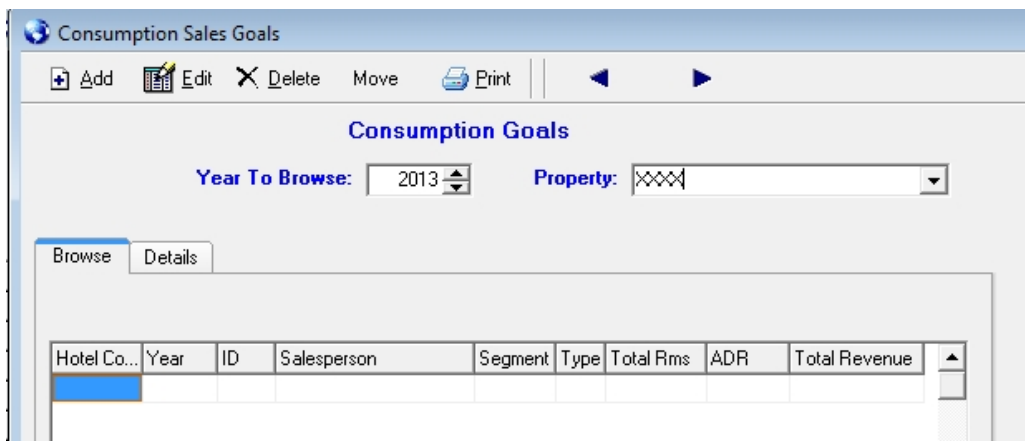 Consumption Sales Goals
Add Edit Delete Move Print
Consumption Goals
Year To Browse: 2013 Property: XXXX
Browse Details
Hotel Co... Year ID Salesperson Segment Type Total Rms ADR Total Revenue